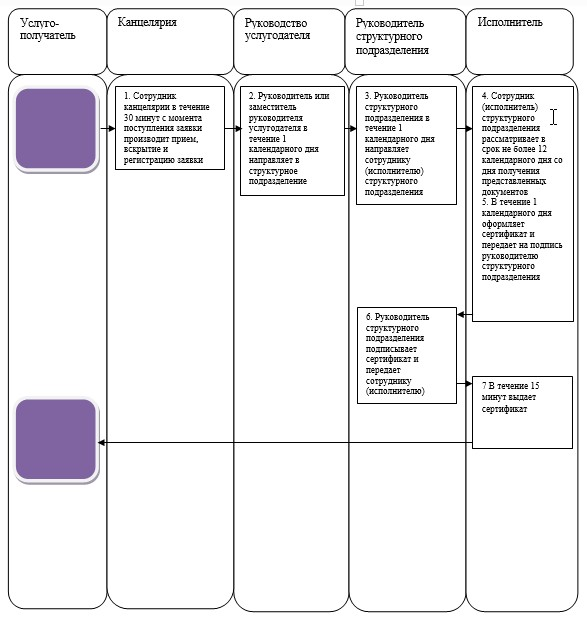 Услуго-
получатель
Канцелярия
Руководство
услугодателя
Руководитель
структурного
подразделения
Исполнитель
1. Сотрудник
канцелярии в течение
30 минут с момента
поступления заявки
производит прием,
вскрытие и
регистрацию заявки
2. Руководитель или
заместитель
руководителя
услугодателя в
течение 1
календарного дня
направляет в
структурное
подразделение
3. Руководитель
структурного
подразделения в
течение 1
календарного дня
направляет
сотруднику
(исполнителю)
структурного
подразделения
4. Сотрудник
(исполнитель)
структурного
подразделения
рассматривает в
срок не более 12
календарного дня со
дня получения
представленных
документов
5. В течение 1
календарного дня
оформляет
сертификат и
передает на подпись
руководителю
структурного
подразделения
6. Руководитель
структурного
подразделения
подписывает
сертификат и
передает
сотруднику
(исполнителю)
7 В течение 15
минут выдает
сертификат